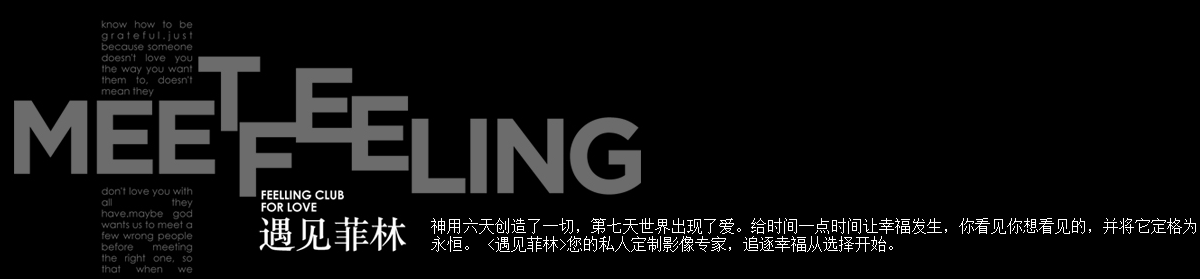 know how to be
grateful.just
because someone
doesn't love you
the way you want
them to, doesn't
mean they
MEET FEELING
don't love you with
all they
have.maybe god
wants us to meet a
few wrong people
before meeting
the right one, so
that when we
FEELLING CLUB
FOR LOVE
遇见菲林
神用六天创造了一切，第七天世界出现了爱。给时间一点时间让幸福发生，你看见你想看见的，并将它定格为
永恒。<遇见菲林>您的私人定制影像专家，追逐幸福从选择开始。